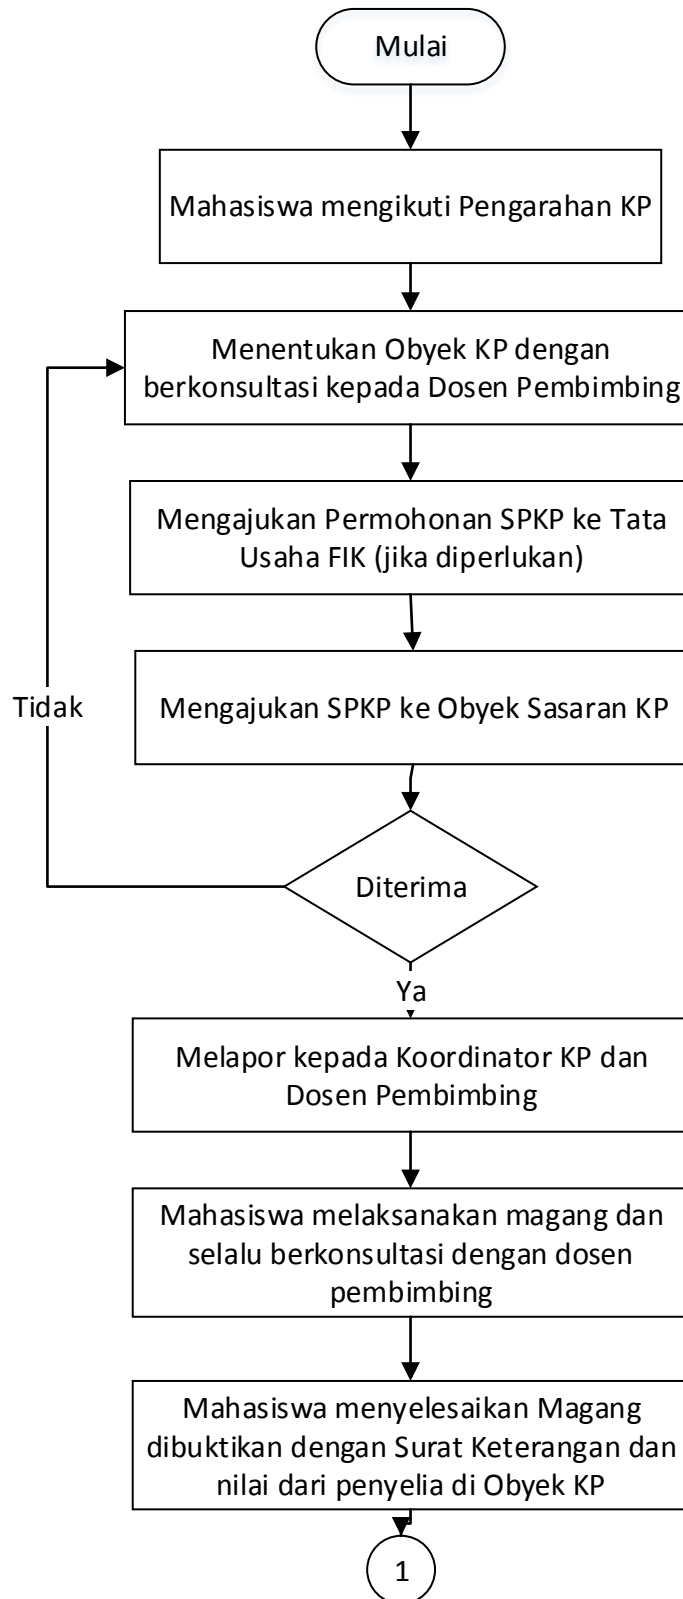 Mulai
Mahasiswa mengikuti Pengarahan KP
Menentukan Obyek KP dengan
berkonsultasi kepada Dosen Pembimbing
Mengajukan Permohonan SPKP ke Tata
Usaha FIK (jika diperlukan)
Tidak
Mengajukan SPKP ke Obyek Sasaran KP
Diterima
Ya
Melapor kepada Koordinator KP dan
Dosen Pembimbing
Mahasiswa melaksanakan magang dan
selalu berkonsultasi dengan dosen
pembimbing
Mahasiswa menyelesaikan Magang
dibuktikan dengan Surat Keterangan dan
nilai dari penyelia di Obyek KP
1